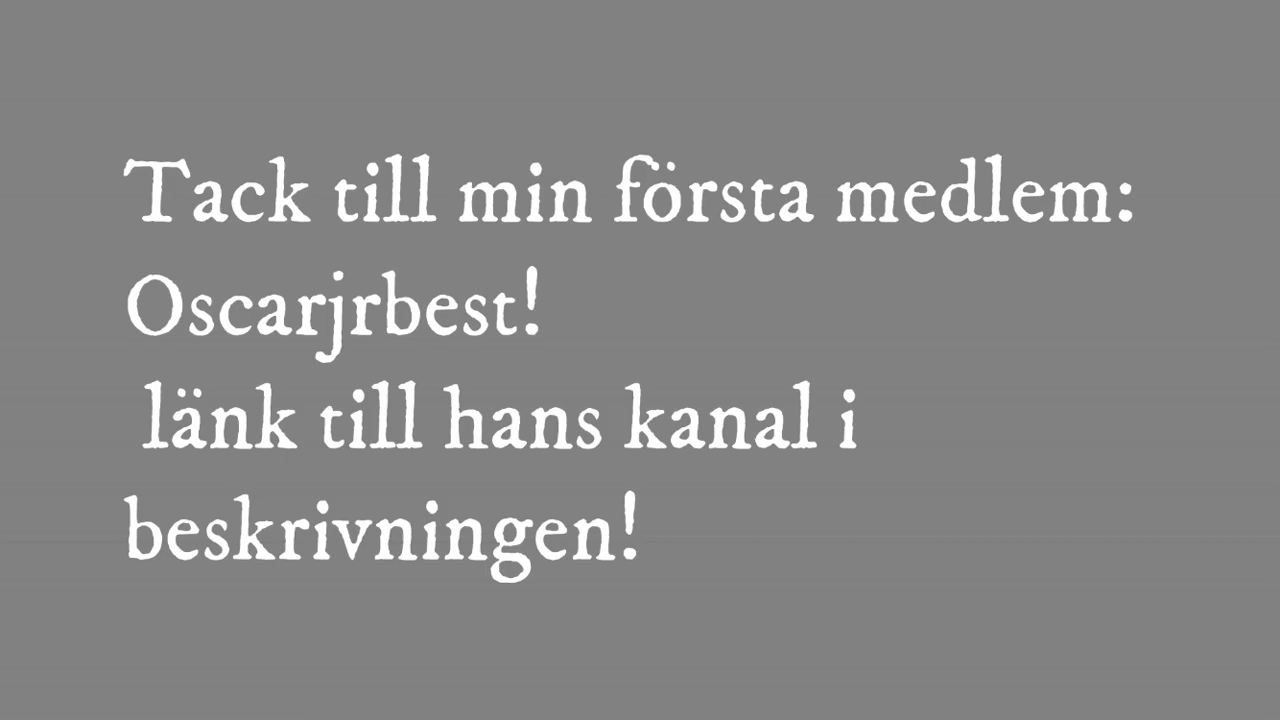 Tack till min första medlem:
Oscarjrbest!
länk till hans kanal i
beskrivningen!